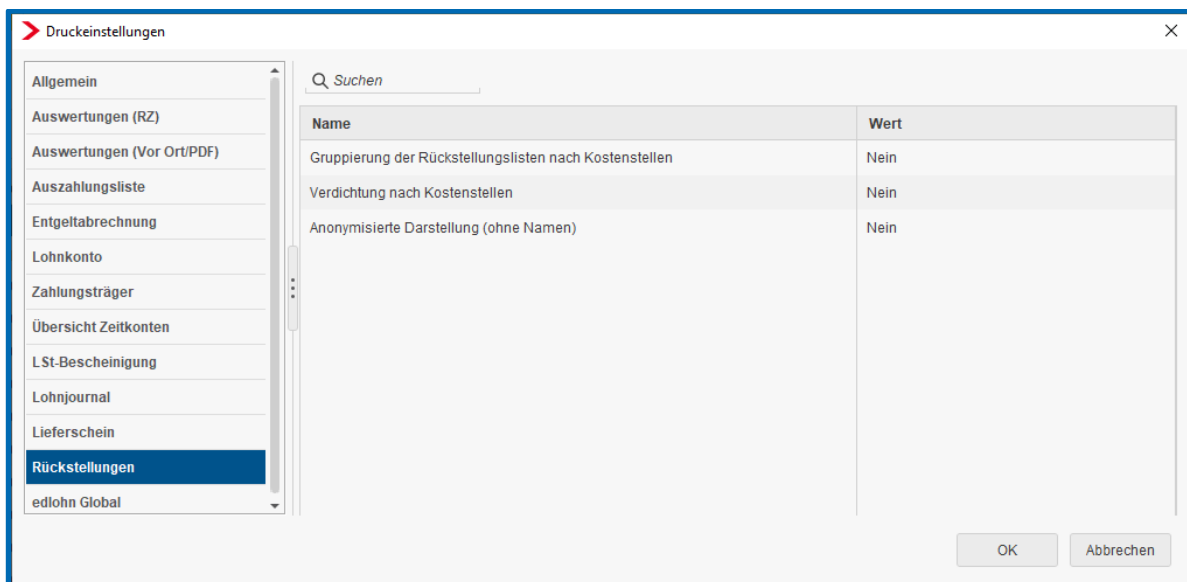 Druckeinstellungen
Allgemein
Auswertungen (RZ)
Auswertungen (Vor Ort/PDF)
Auszahlungsliste
Entgeltabrechnung
Lohnkonto
Zahlungsträger
Übersicht Zeitkonten
LSt-Bescheinigung
Lohnjournal
Lieferschein
Rückstellungen
edlohn Global
Suchen
Name Wert
Gruppierung der Rückstellungslisten nach Kostenstellen Nein
Verdichtung nach Kostenstellen Nein
Anonymisierte Darstellung (ohne Namen) Nein
OK Abbrechen